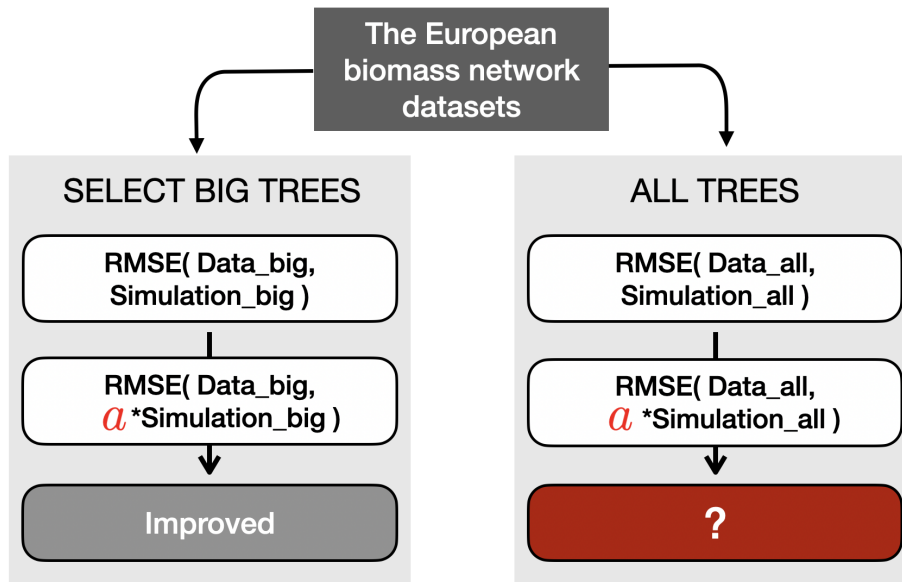 The European
biomass network
datasets
SELECT BIG TREES
RMSE( Data_big,
Simulation_big )
RMSE( Data_big,
a *Simulation_big )
Improved
ALL TREES
RMSE( Data_all,
Simulation_all )
RMSE( Data_all,
a *Simulation_all )
?